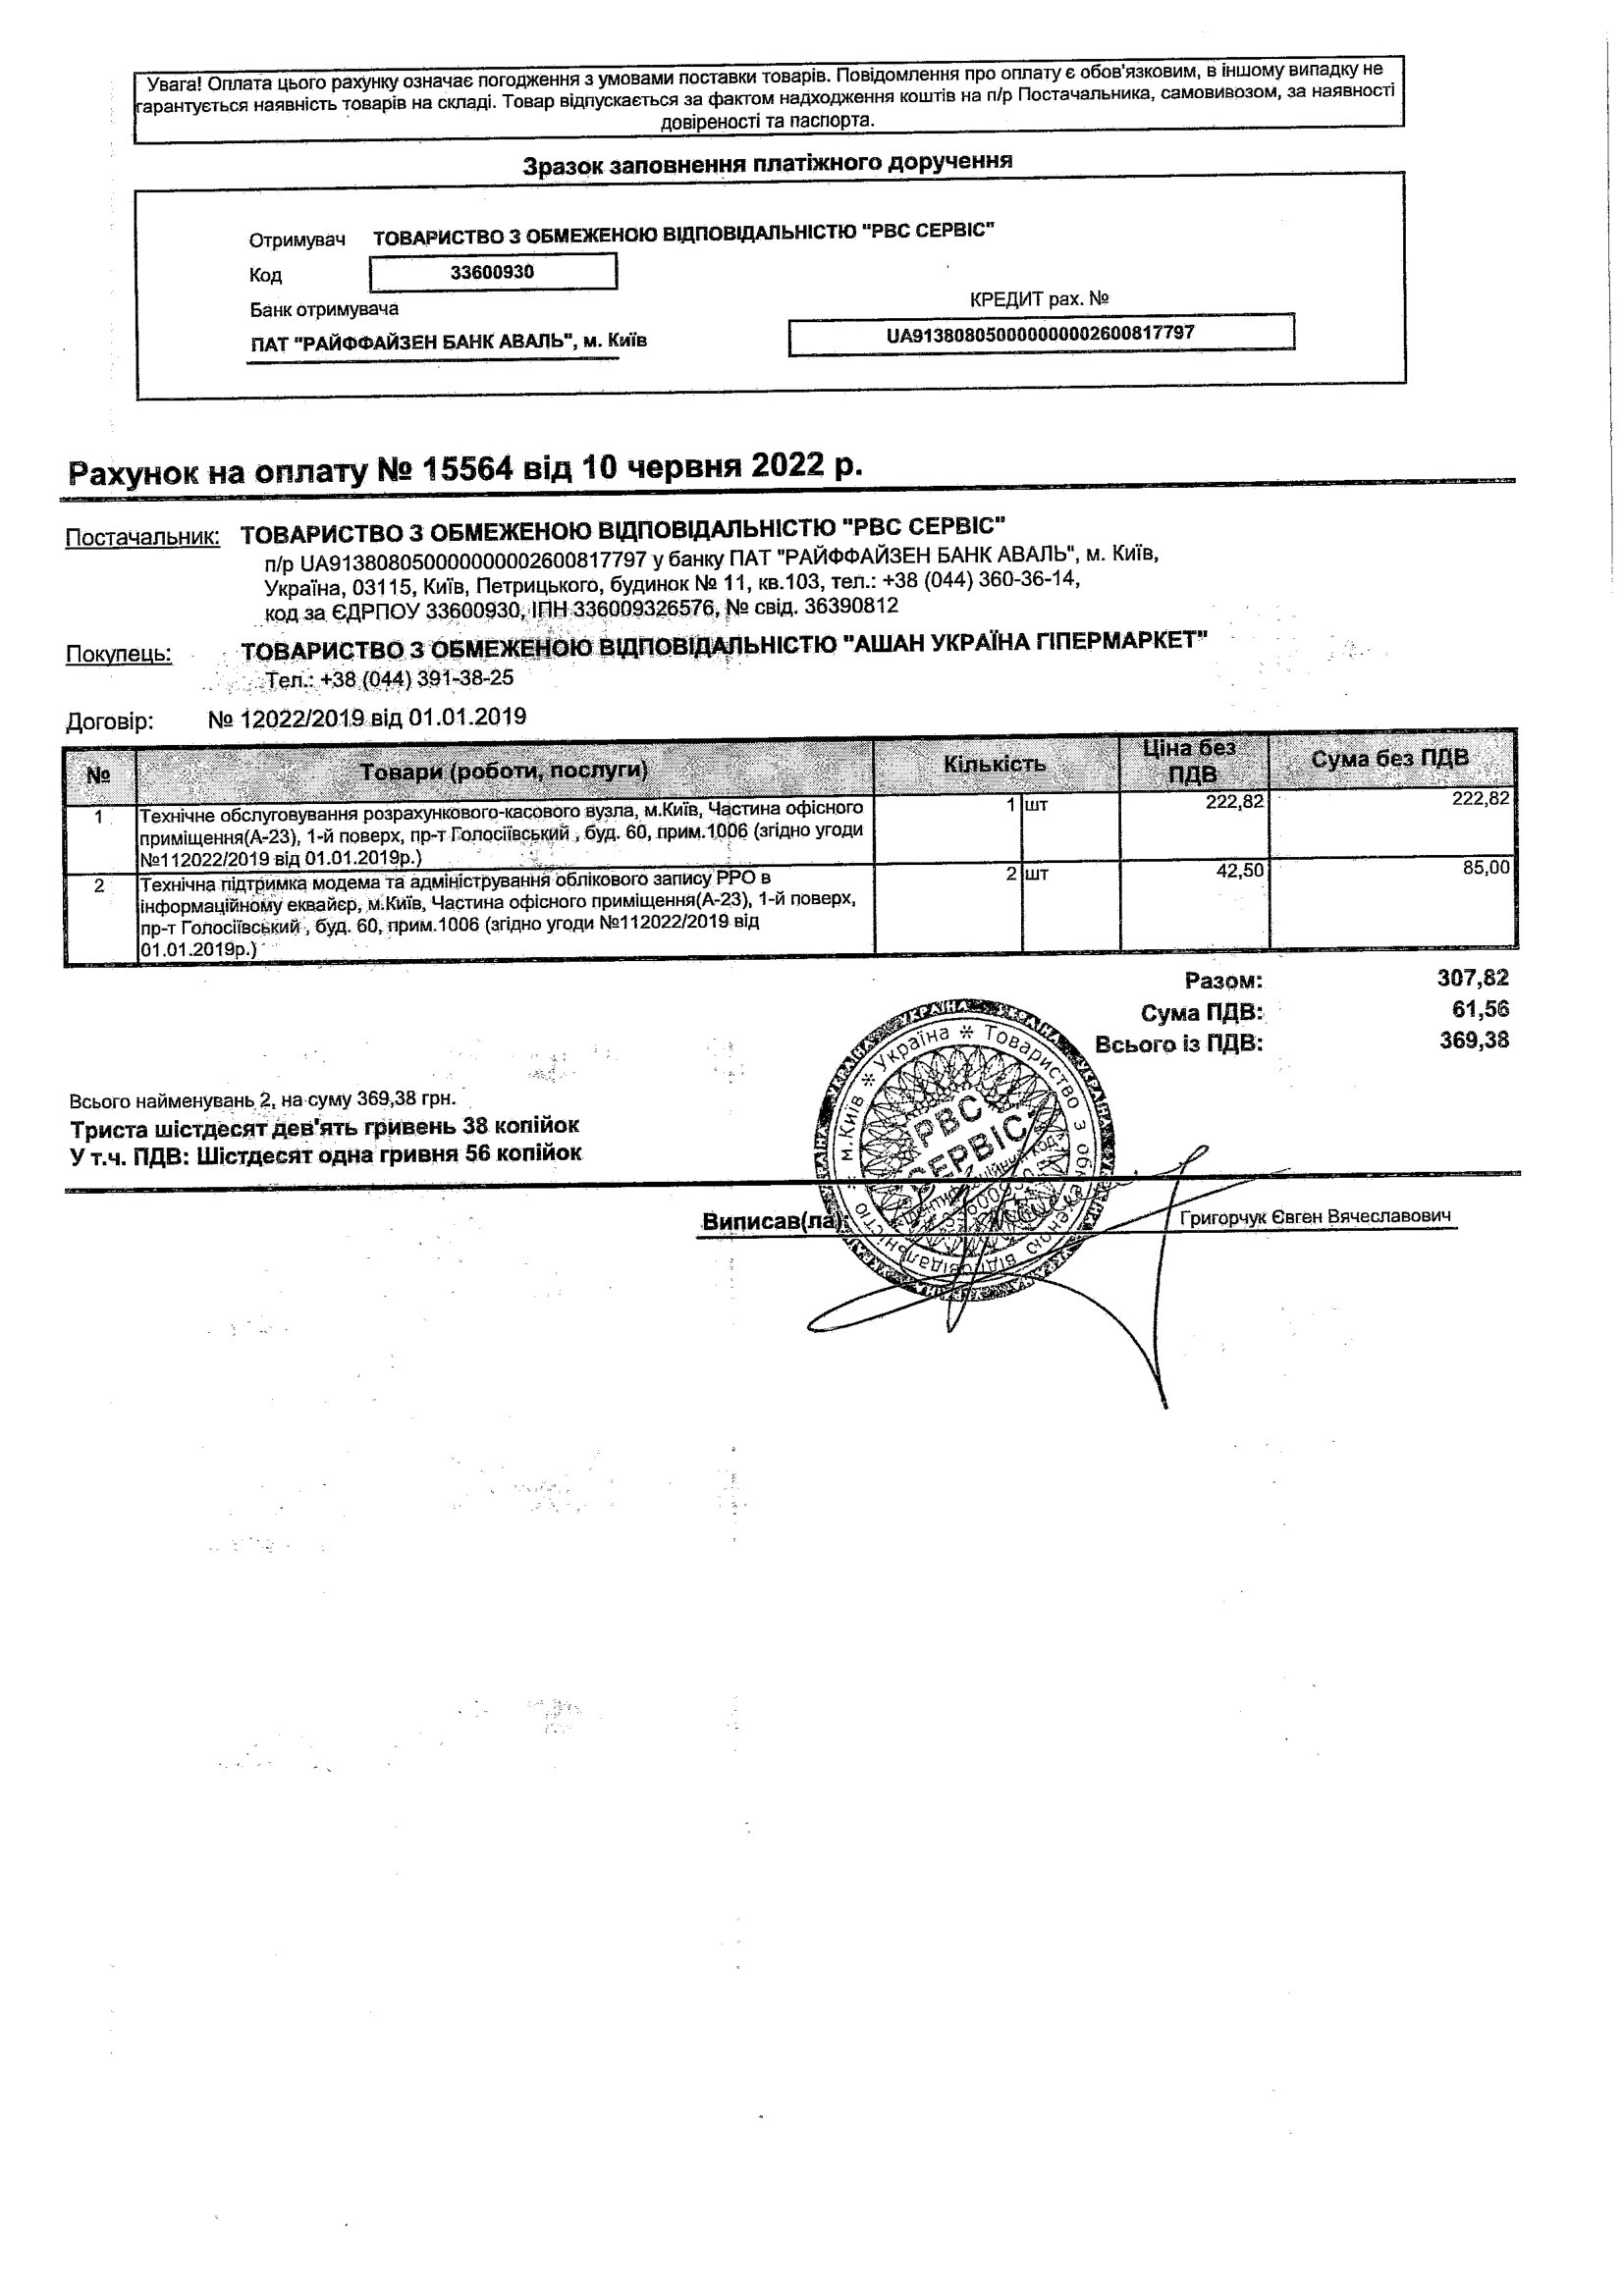 Увага! Оплата цього рахунку означає погодження з умовами поставки товарів. Повідомлення про оплату є обов'язковим, в іншому випадку не
гарантується наявність товарів на складі. Товар відпускається за фактом надходження коштів на п/р Постачальника, самовивозом, за наявності
довіреності та паспорта.
Зразок заповнення платіжного доручення
Отримувач ТОВАРИСТВО З ОБМЕЖЕНОЮ ВІДПОВІДАЛЬНІСТЮ "РВС СЕРВІС"
Код 33600930
Банк отримувача КРЕДИТ рах. №
ПАТ "РАЙФФАЙЗЕН БАНК АВАЛЬ", м. Київ UA913808050000000002600817797
Рахунок на оплату № 15564 від 10 червня 2022 р.
Постачальник: ТОВАРИСТВО З ОБМЕЖЕНОЮ ВІДПОВІДАЛЬНІСТЮ "РВС СЕРВІС"
п/р UA913808050000000002600817797 у банку ПАТ "РАЙФФАЙЗЕН БАНК АВАЛЬ", м. Київ,
Україна, 03115, Київ, Петрицького, будинок № 11, кв.103, тел.: +38 (044) 360-36-14,
код за ЄДРПОУ 33600930, ІПН 336009326576, № свід. 36390812
Покупець: ТОВАРИСТВО З ОБМЕЖЕНОЮ ВІДПОВІДАЛЬНІСТЮ "АШАН УКРАЇНА ГІПЕРМАРКЕТ"
Тел.: +38 (044) 391-38-25
Договір: № 12022/2019 від 01.01.2019
№ Товари (роботи, послуги) Кількість Ціна без ПДВ Сума без ПДВ
1 Технічне обслуговування розрахункового-касового вузла, м.Київ, Частина офісного 1 шт 222,82 222,82
приміщення(А-23), 1-й поверх, пр-т Голосіївський , буд. 60, прим.1006 (згідно угоди
№112022/2019 від 01.01.2019р.)
2 Технічна підтримка модема та адміністрування облікового запису РРО в 2 шт 42,50 85,00
інформаційному еквайєр, м.Київ, Частина офісного приміщення(А-23), 1-й поверх,
пр-т Голосіївський , буд. 60, прим.1006 (згідно угоди №112022/2019 від
01.01.2019р.)
Разом: 307,82
Сума ПДВ: 61,56
Всього із ПДВ: 369,38
Всього найменувань 2, на суму 369,38 грн.
Триста шістдесят дев'ять гривень 38 копійок
У т.ч. ПДВ: Шістдесят одна гривня 56 копійок
Виписав(ла): Григорчук Євген Вячеславович
м.Київ * Україна * Товариство з обмеженою відповідальністю *
РВС
СЕРВІС